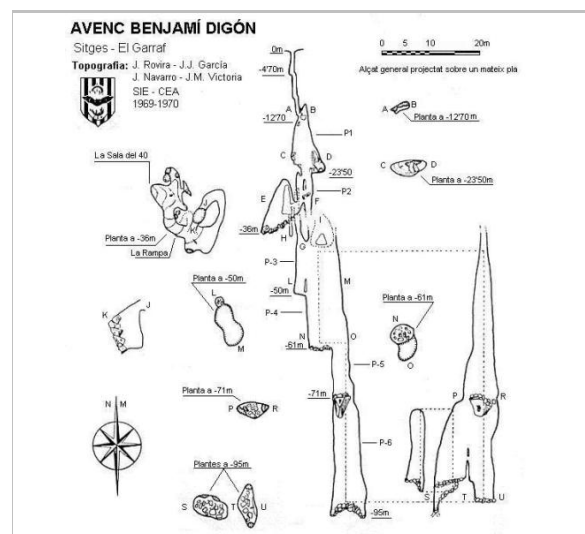 AVENC BENJAMÍ DIGÓN
Sitges - El Garraf
Topografia: J. Rovira - J.J. García
J. Navarro - J.M. Victoria
SIE - CEA
1969-1970
0 5 10 20m
Alçat general projectat sobre un mateix pla
0m
-4'70m
A B
-12'70
P1
A B
Planta a -12'70m
C D
-23'50
C D
Planta a -23'50m
La Sala del 40
E
P2
F
I
J
K
-36m
H
G
Planta a -36m
La Rampa
P-3
Planta a -50m
L
M
-50m
P-4
K J
L
M
Planta a -61m
N
O
N O
-61m
P-5
Planta a -71m
P R
-71m
P R
N M
P-6
Plantes a -95m
S T U
S T U
-95m